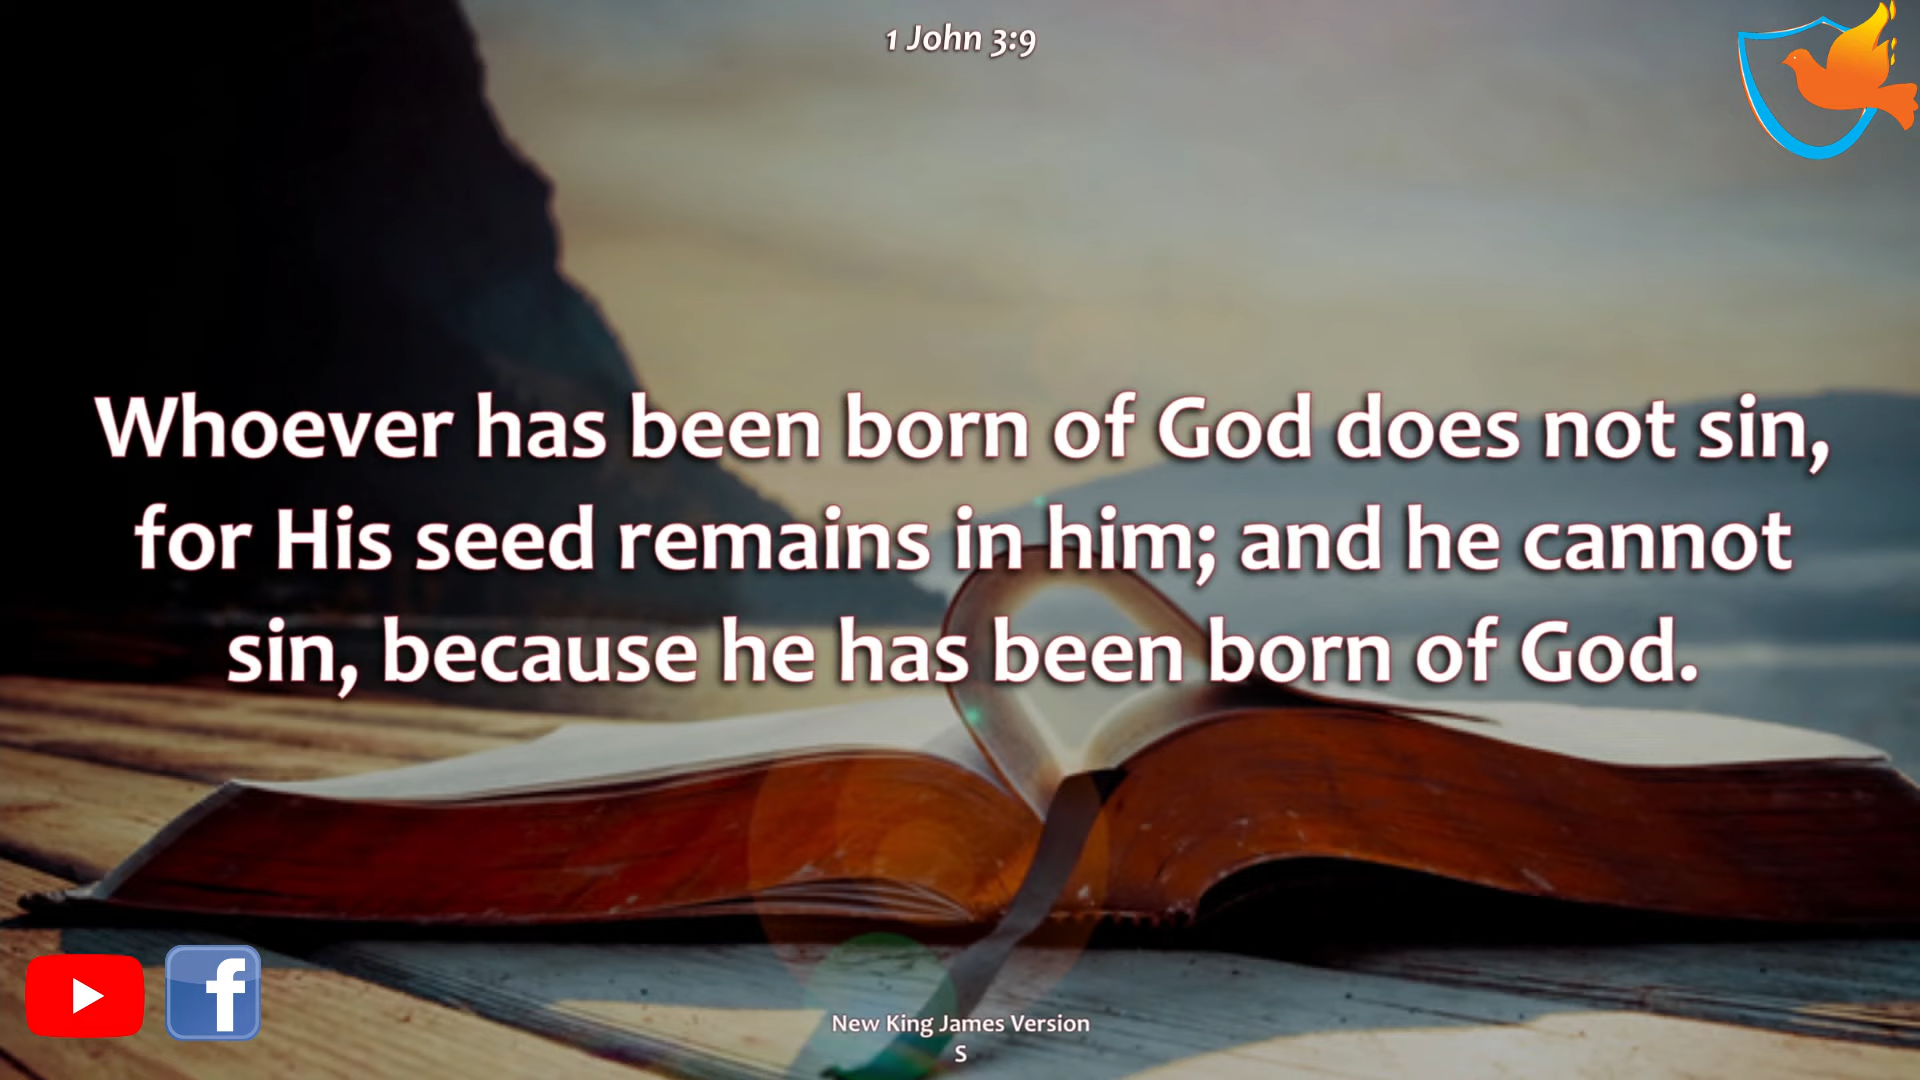 1 John 3:9
Whoever has been born of God does not sin,
for His seed remains in him; and he cannot
sin, because he has been born of God.
f
New King James Version
S